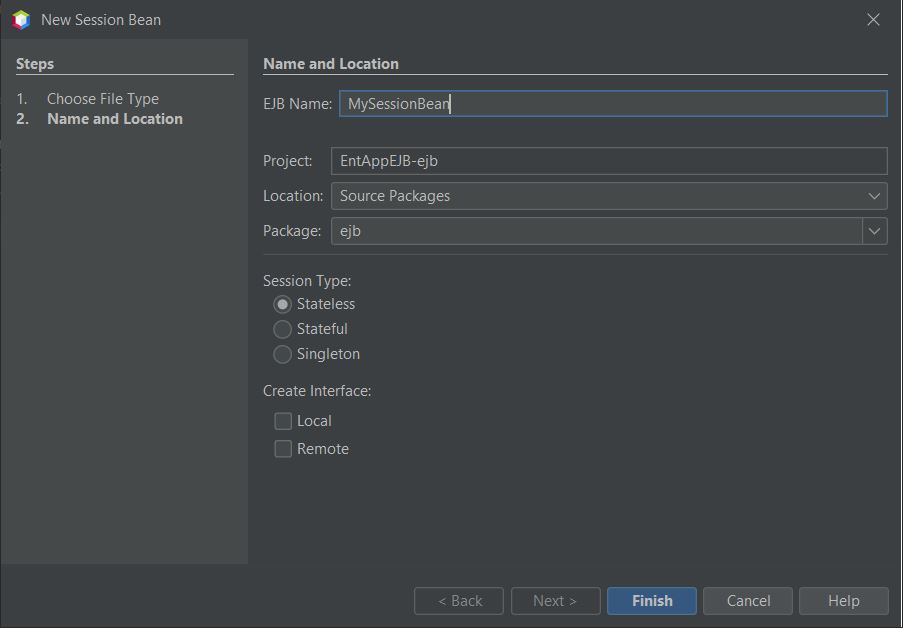 New Session Bean
Steps
1. Choose File Type
2. Name and Location
Name and Location
EJB Name: MySessionBean
Project: EntAppEJB-ejb
Location: Source Packages
Package: ejb
Session Type:
Stateless
Stateful
Singleton
Create Interface:
Local
Remote
< Back Next > Finish Cancel Help